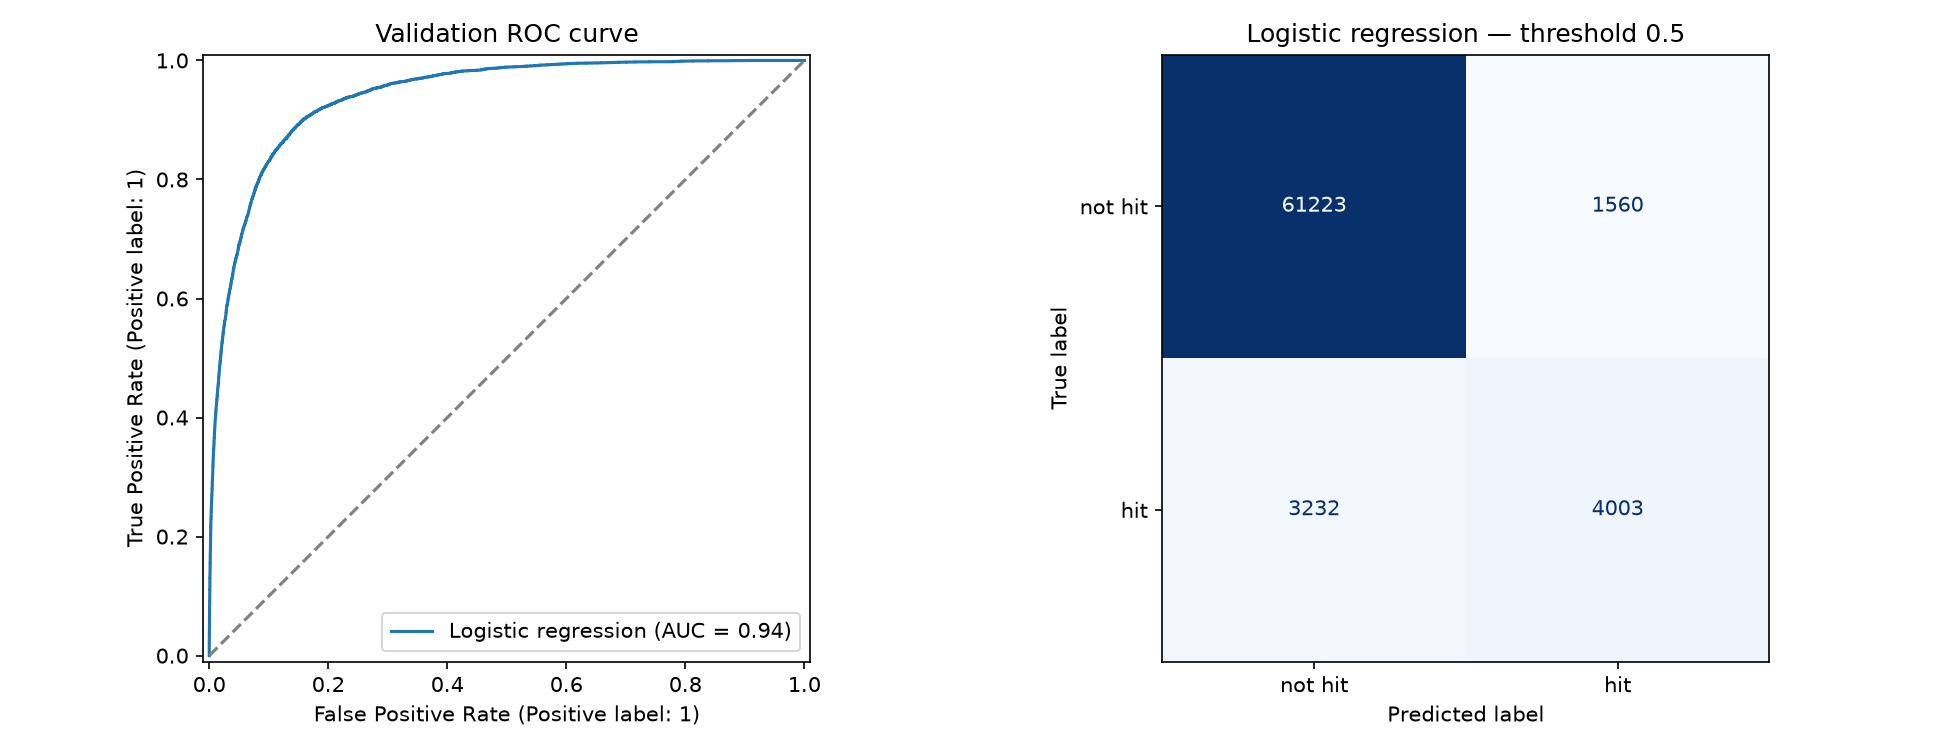 Validation ROC curve
1.0
0.8
0.6
0.4
0.2
0.0
True Positive Rate (Positive label: 1)
Logistic regression (AUC = 0.94)
0.0 0.2 0.4 0.6 0.8 1.0
False Positive Rate (Positive label: 1)
Logistic regression — threshold 0.5
not hit
61223 1560
True label
hit
3232 4003
not hit hit
Predicted label